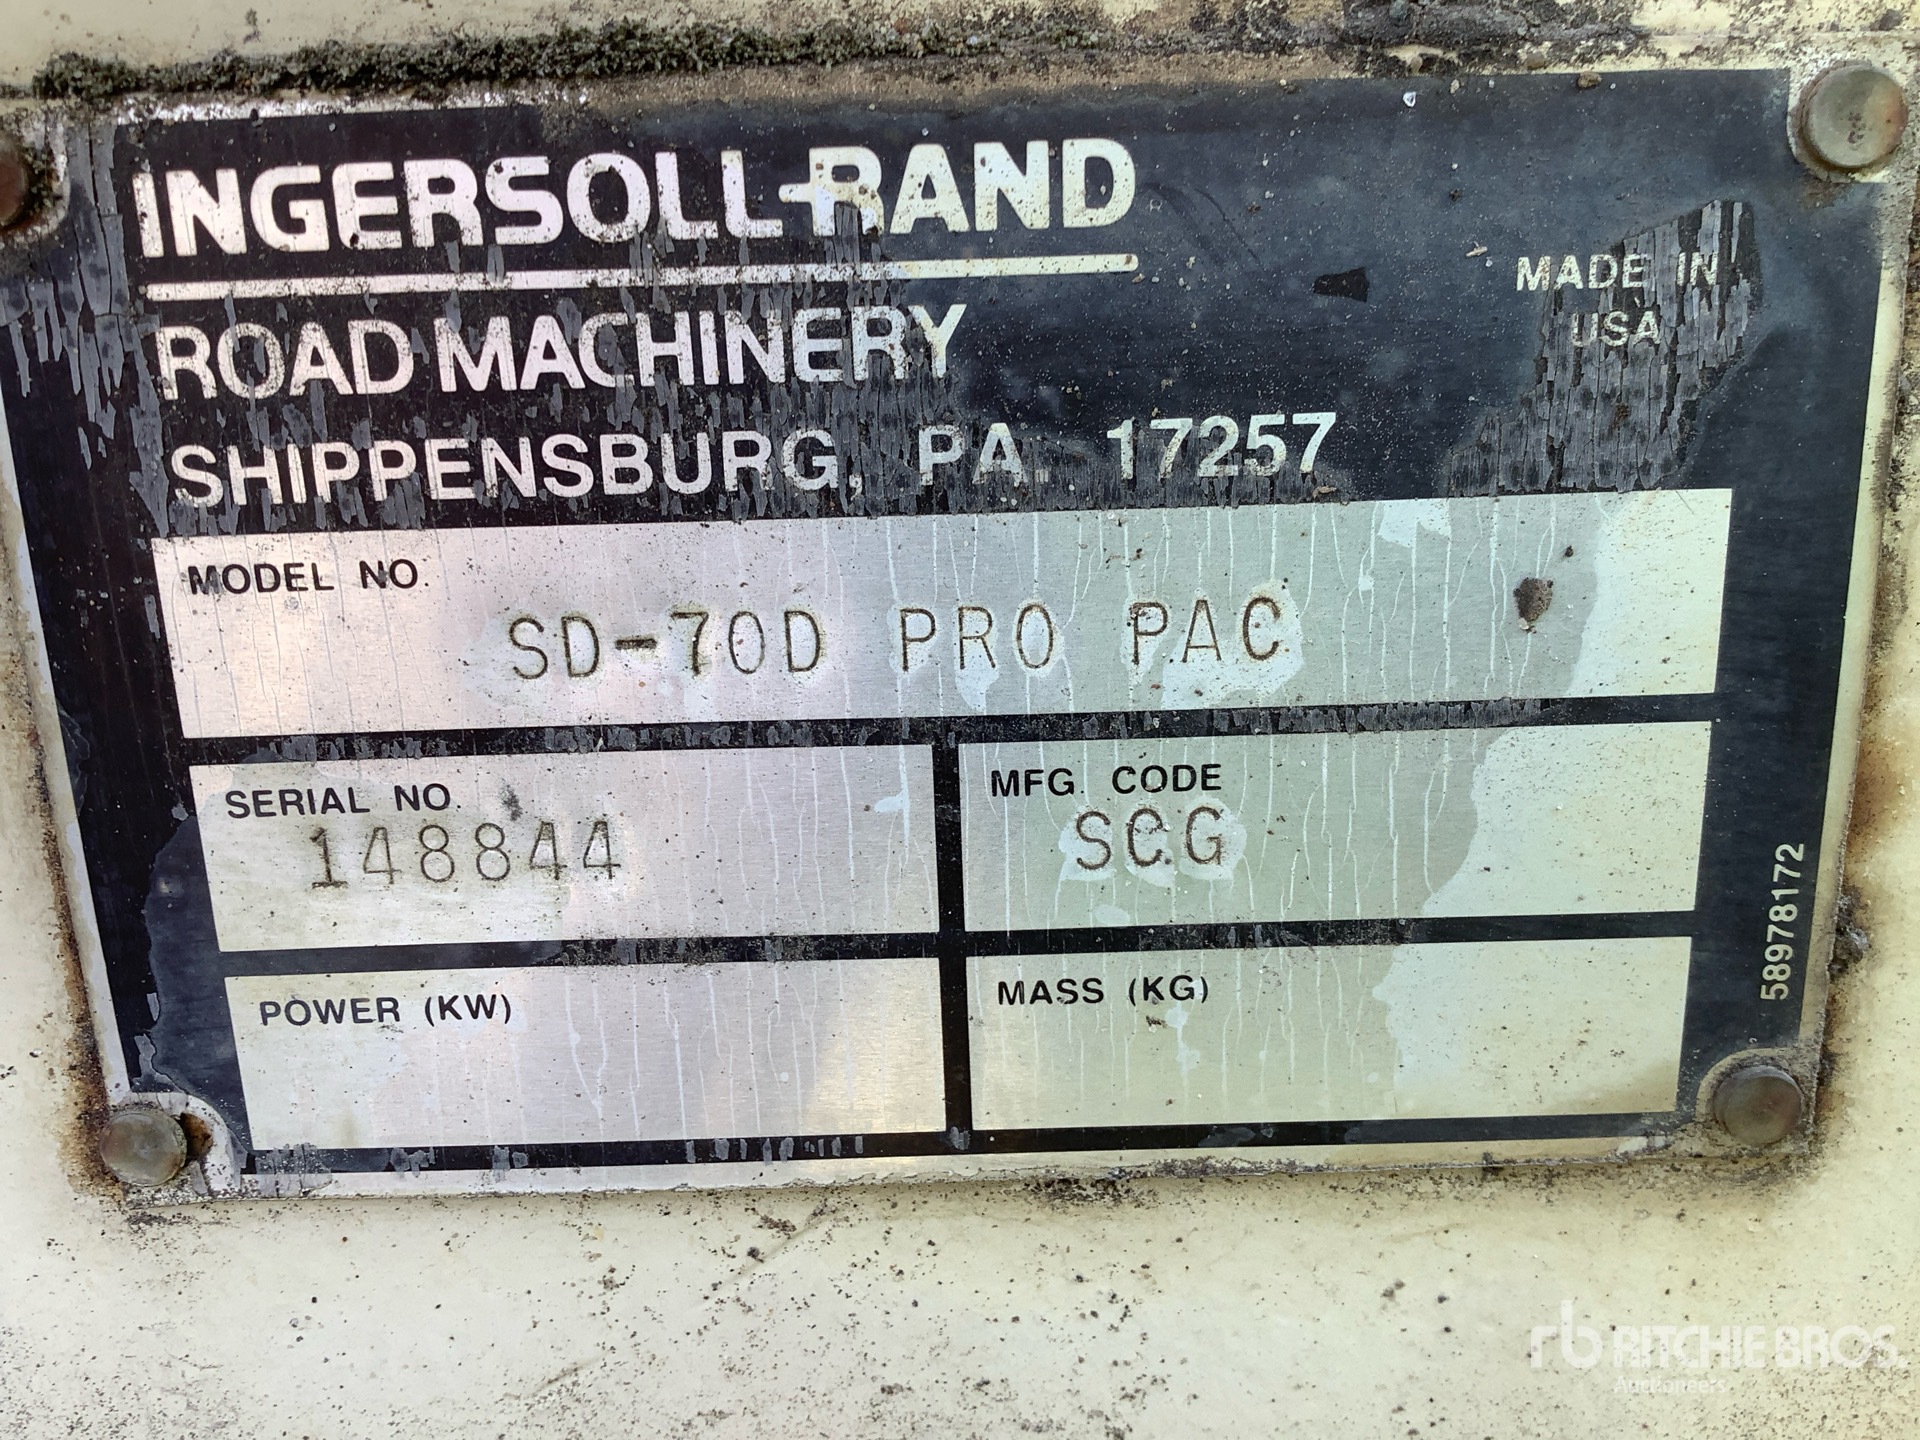 INGERSOLL-RAND
ROAD MACHINERY
SHIPPENSBURG, PA. 17257
MADE IN
USA
MODEL NO.
SD-70D PRO PAC
SERIAL NO.
148844
MFG. CODE
SCG
POWER (KW)
MASS (KG)
58978172
rb RITCHIE BROS.
Auctioneers